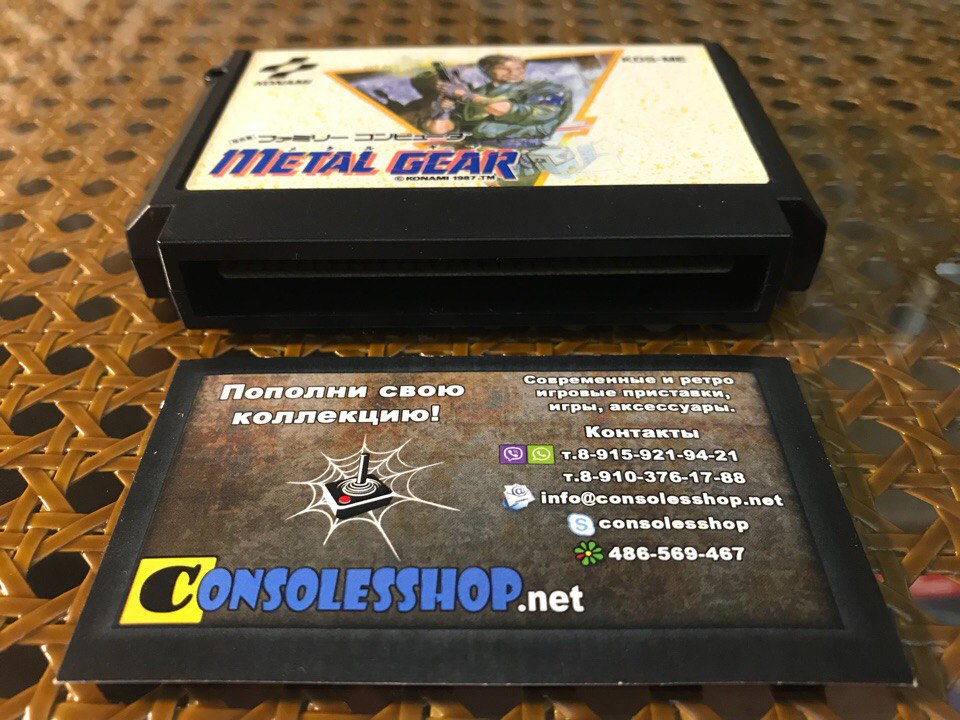 KONAMI
KDS-ME
ファミリーコンピュータ
METAL GEAR
© KONAMI 1987 ™
Пополни свою
коллекцию!
Современные и ретро
игровые приставки,
игры, аксессуары.
Контакты
т.8-915-921-94-21
т.8-910-376-17-88
info@consolesshop.net
consolesshop
486-569-467
CONSOLESSHOP.net